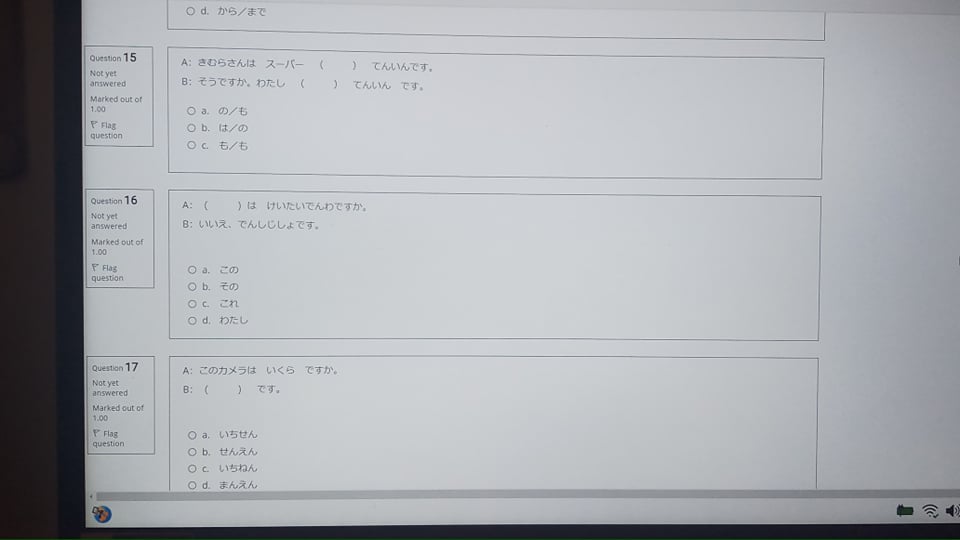 d. から／まで
Question 15
Not yet
answered
Marked out of
1.00
Flag
question
A: きむらさんは スーパー （ ） てんいんです。
B: そうですか。わたし （ ） てんいん です。
a. の／も
b. は／の
c. も／も
Question 16
Not yet
answered
Marked out of
1.00
Flag
question
A: （ ）は けいたいでんわですか。
B: いいえ、でんしじしょです。
a. この
b. その
c. これ
d. わたし
Question 17
Not yet
answered
Marked out of
1.00
Flag
question
A: このカメラは いくら ですか。
B: （ ） です。
a. いちせん
b. せんえん
c. いちねん
d. まんえん